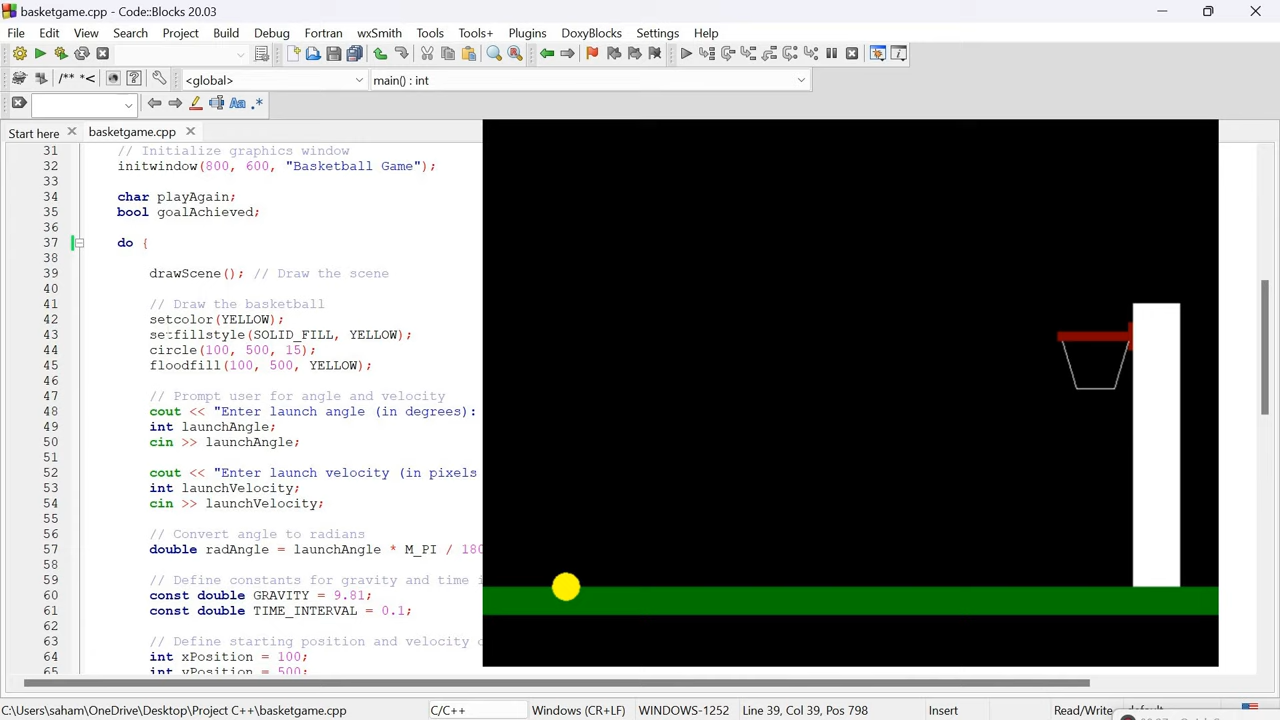 basketgame.cpp - Code::Blocks 20.03
File Edit View Search Project Build Debug Fortran wxSmith Tools Tools+ Plugins DoxyBlocks Settings Help
/** *<
<global> main() : int
Aa .*
Start here basketgame.cpp
31 // Initialize graphics window
32 initwindow(800, 600, "Basketball Game");
33
34 char playAgain;
35 bool goalAchieved;
36
37 do {
38
39 drawScene(); // Draw the scene
40
41 // Draw the basketball
42 setcolor(YELLOW);
43 setfillstyle(SOLID_FILL, YELLOW);
44 circle(100, 500, 15);
45 floodfill(100, 500, YELLOW);
46
47 // Prompt user for angle and velocity
48 cout << "Enter launch angle (in degrees):
49 int launchAngle;
50 cin >> launchAngle;
51
52 cout << "Enter launch velocity (in pixels
53 int launchVelocity;
54 cin >> launchVelocity;
55
56 // Convert angle to radians
57 double radAngle = launchAngle * M_PI / 180
58
59 // Define constants for gravity and time i
60 const double GRAVITY = 9.81;
61 const double TIME_INTERVAL = 0.1;
62
63 // Define starting position and velocity
64 int xPosition = 100;
65 int yPosition = 500;
C:\Users\saham\OneDrive\Desktop\Project C++\basketgame.cpp C/C++ Windows (CR+LF) WINDOWS-1252 Line 39, Col 39, Pos 798 Insert Read/Write default